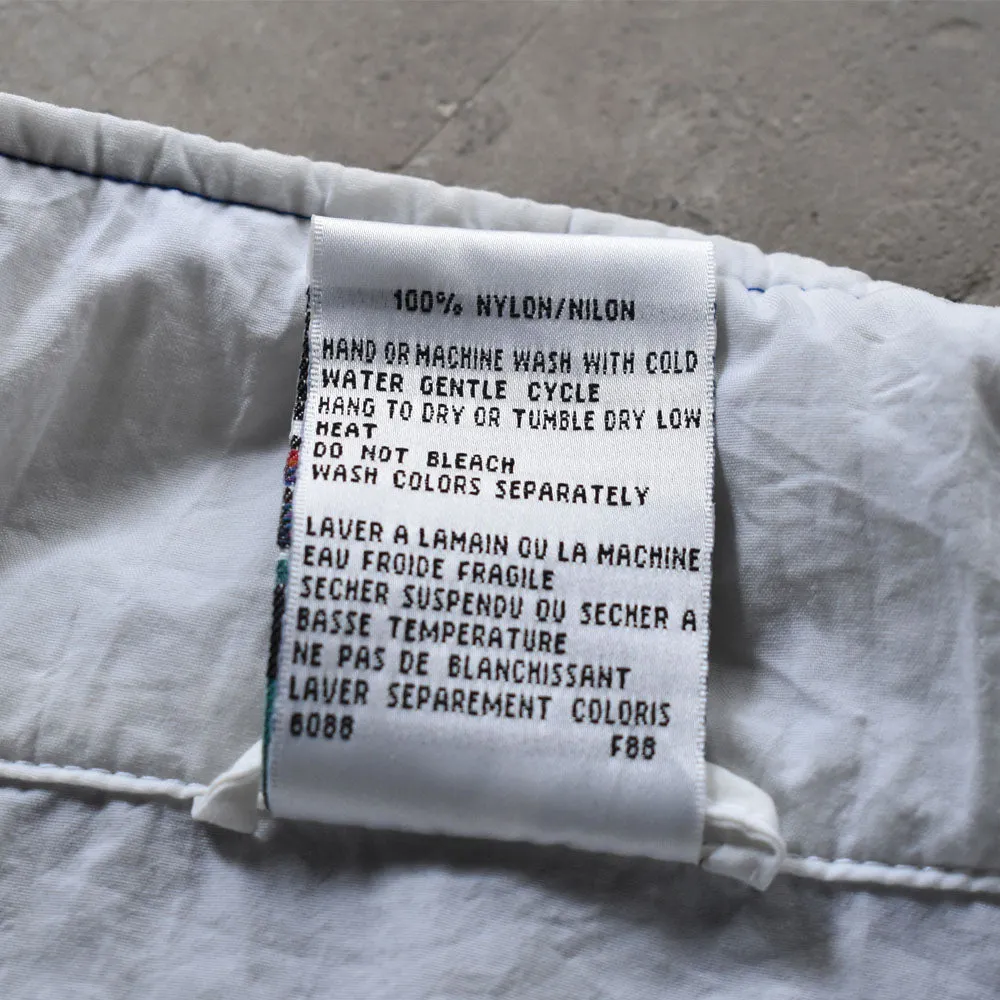 100% NYLON/NILON
HAND OR MACHINE WASH WITH COLD
WATER GENTLE CYCLE
HANG TO DRY OR TUMBLE DRY LOW
HEAT
DO NOT BLEACH
WASH COLORS SEPARATELY
LAVER A LAMAIN OU LA MACHINE
EAU FROIDE FRAGILE
SECHER SUSPENDU OU SECHER A
BASSE TEMPERATURE
NE PAS DE BLANCHISSANT
LAVER SEPAREMENT COLORIS
6088 F88